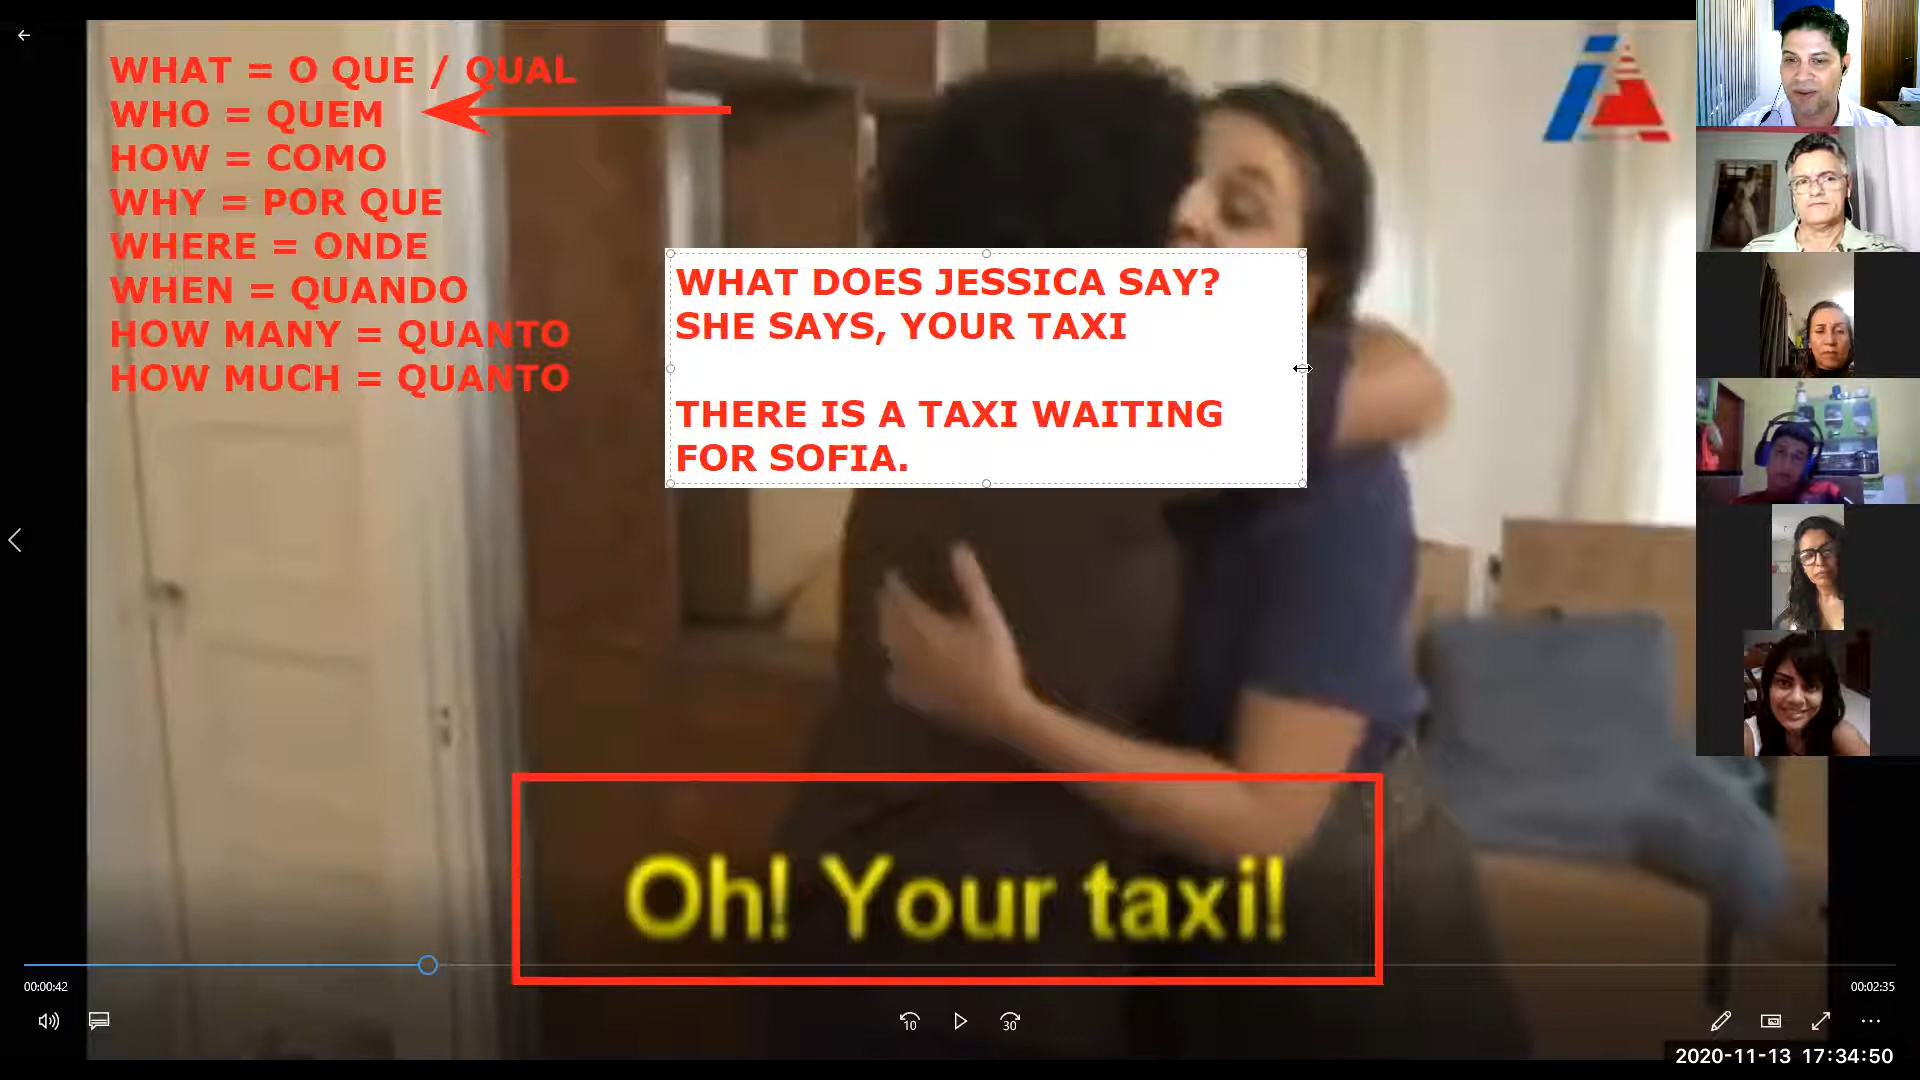 WHAT = O QUE / QUAL
WHO = QUEM
HOW = COMO
WHY = POR QUE
WHERE = ONDE
WHEN = QUANDO
HOW MANY = QUANTO
HOW MUCH = QUANTO
WHAT DOES JESSICA SAY?
SHE SAYS, YOUR TAXI
THERE IS A TAXI WAITING
FOR SOFIA.
Oh! Your taxi!
00:00:42
00:02:35
10
30
2020-11-13 17:34:50